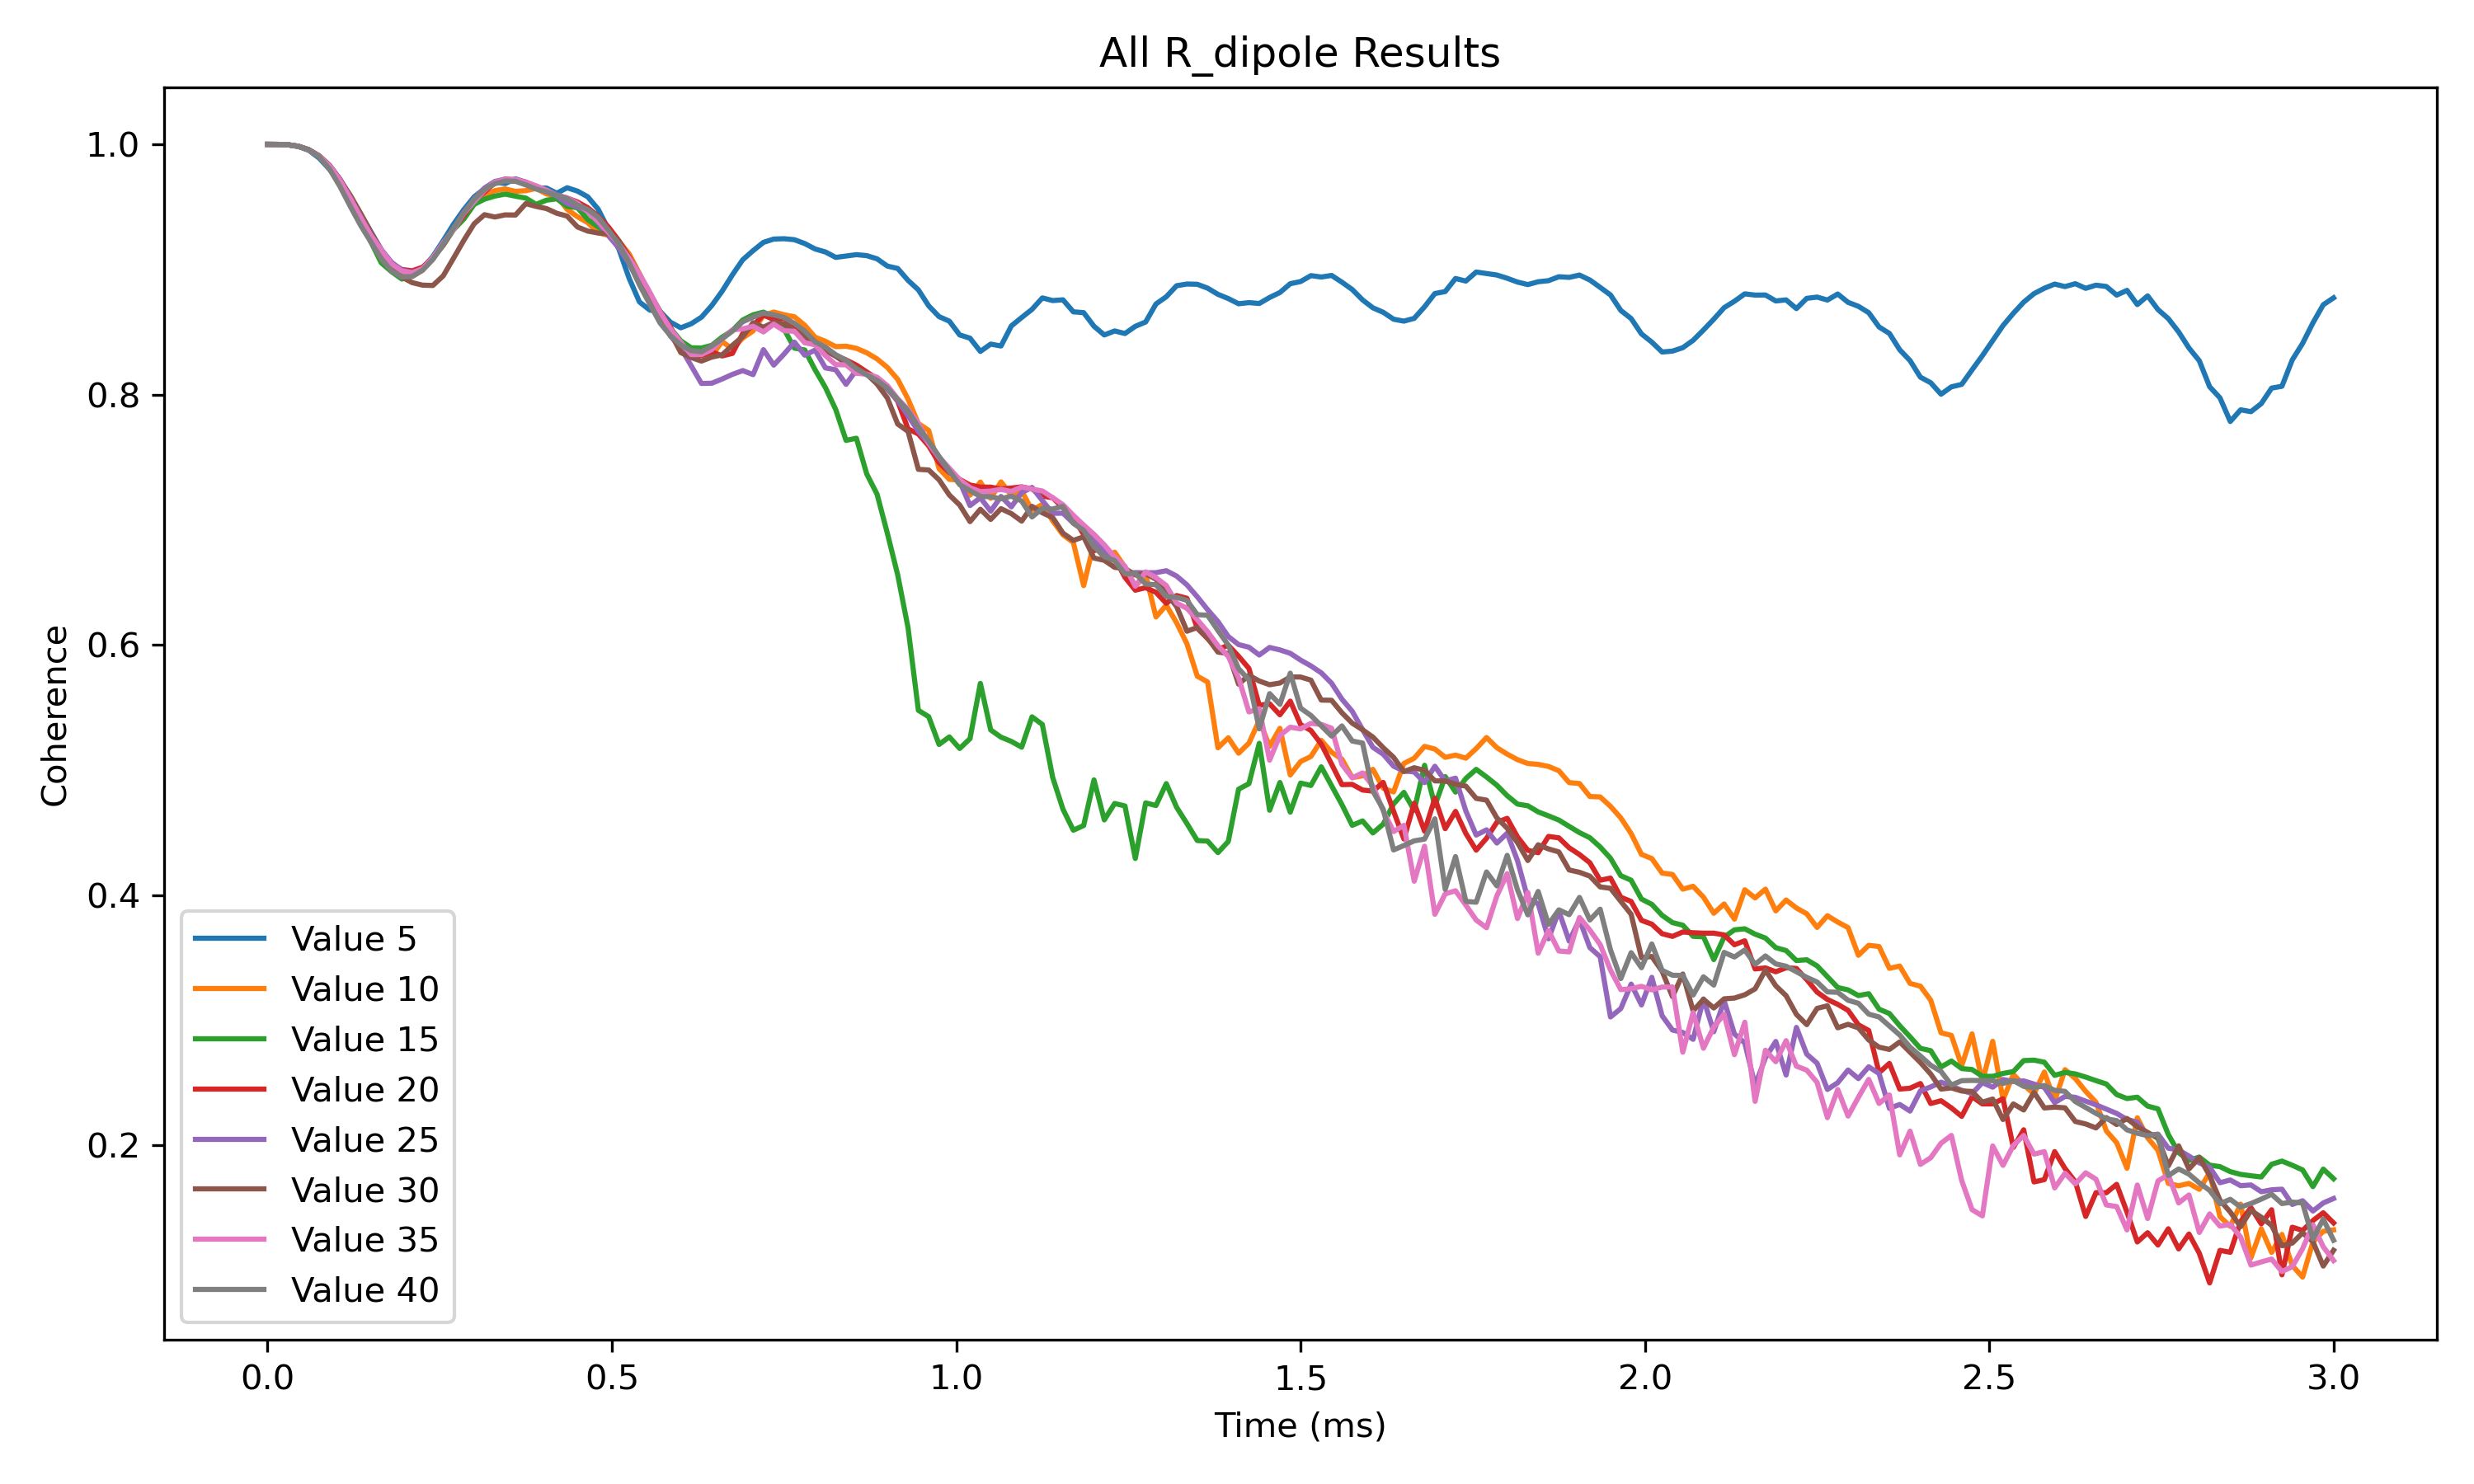 All R_dipole Results
Coherence
1.0
0.8
0.6
0.4
0.2
Value 5
Value 10
Value 15
Value 20
Value 25
Value 30
Value 35
Value 40
0.0 0.5 1.0 1.5 2.0 2.5 3.0
Time (ms)